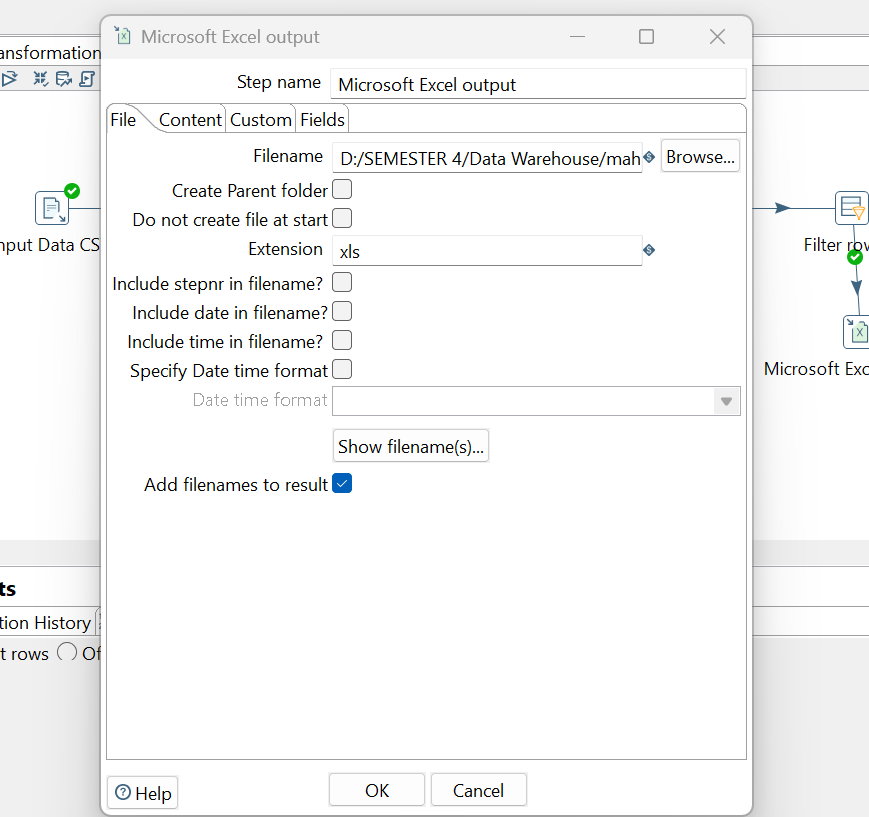 Microsoft Excel output
ansformation
Step name Microsoft Excel output
File Content Custom Fields
Filename D:/SEMESTER 4/Data Warehouse/mah Browse...
Create Parent folder
Do not create file at start
nput Data CS
Filter row
Extension xls
Include stepnr in filename?
Include date in filename?
Include time in filename?
Specify Date time format
Microsoft Exc
Date time format
Show filename(s)...
Add filenames to result
ts
tion History
t rows Of
Help OK Cancel